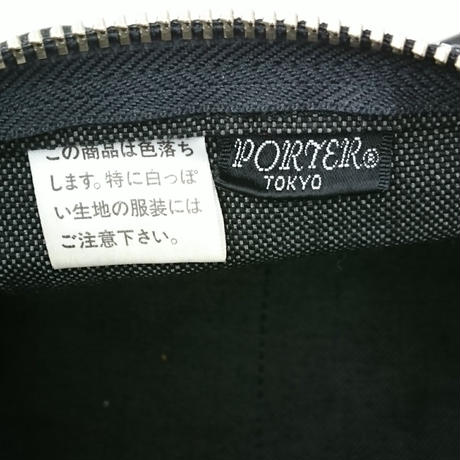 この商品は色落ち
します。特に白っぽ
い生地の服装には
ご注意下さい。
PORTER®
TOKYO